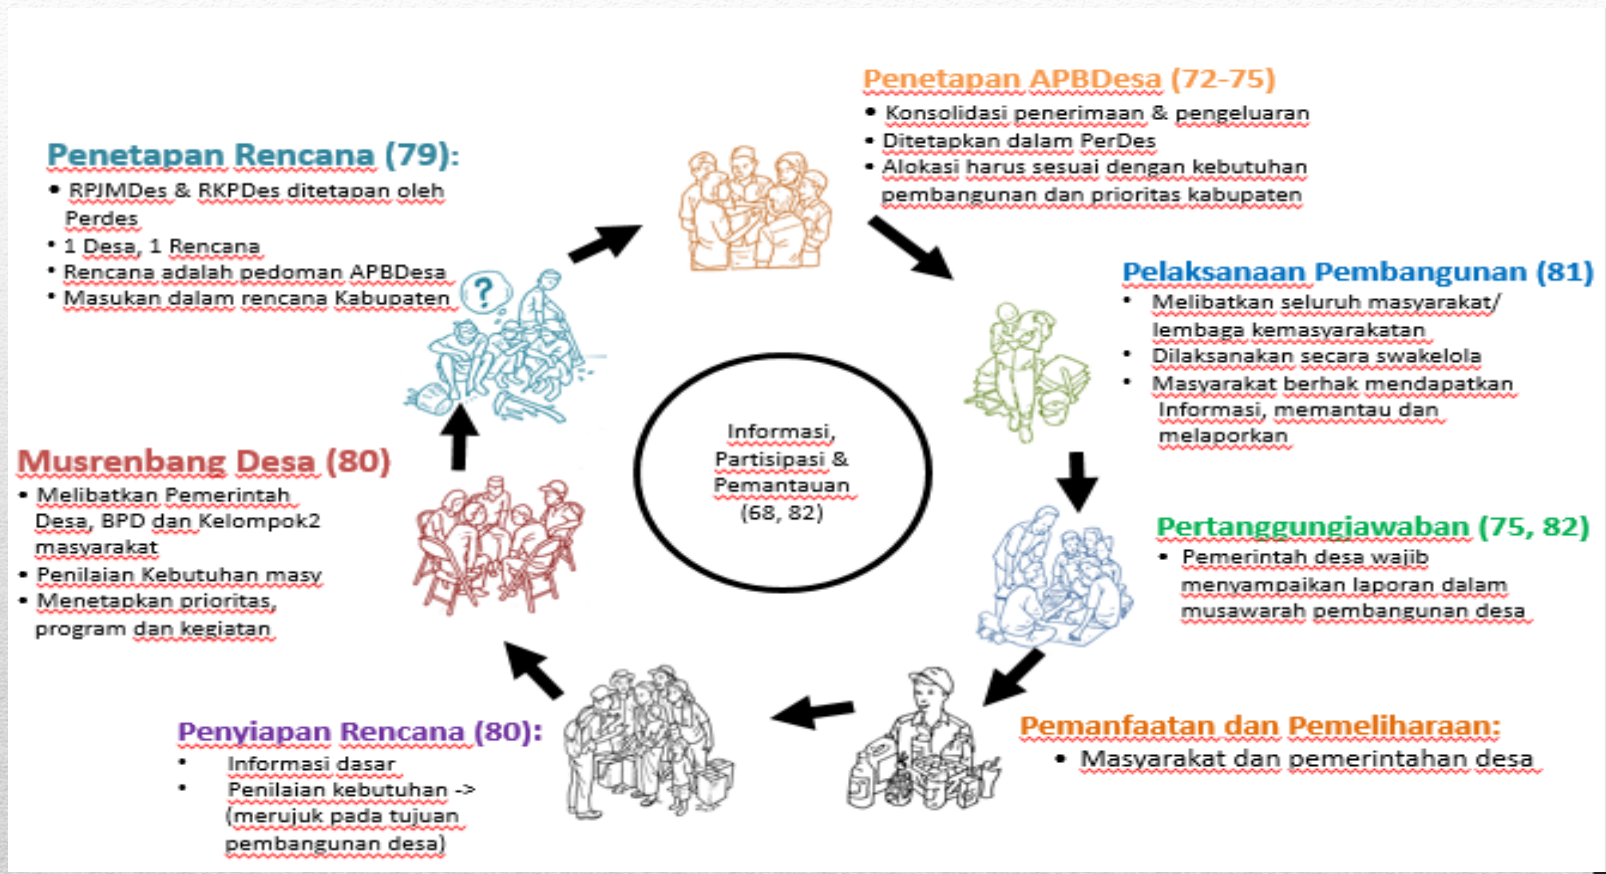 Penetapan APBDesa (72-75)
• Konsolidasi penerimaan & pengeluaran
• Ditetapkan dalam PerDes
• Alokasi harus sesuai dengan kebutuhan
pembangunan dan prioritas kabupaten
Penetapan Rencana (79):
• RPJMDes & RKPDes ditetapan oleh
Perdes
• 1 Desa, 1 Rencana
• Rencana adalah pedoman APBDesa
• Masukan dalam rencana Kabupaten
?
Pelaksanaan Pembangunan (81)
• Melibatkan seluruh masyarakat/
lembaga kemasyarakatan
• Dilaksanakan secara swakelola
• Masyarakat berhak mendapatkan
Informasi, memantau dan
melaporkan
Informasi,
Partisipasi &
Pemantauan
(68, 82)
Musrenbang Desa (80)
• Melibatkan Pemerintah
Desa, BPD dan Kelompok2
masyarakat
• Penilaian Kebutuhan masy
• Menetapkan prioritas,
program dan kegiatan
Pertanggungjawaban (75, 82)
• Pemerintah desa wajib
menyampaikan laporan dalam
musawarah pembangunan desa
Penyiapan Rencana (80):
• Informasi dasar
• Penilaian kebutuhan ->
(merujuk pada tujuan
pembangunan desa)
Pemanfaatan dan Pemeliharaan:
• Masyarakat dan pemerintahan desa